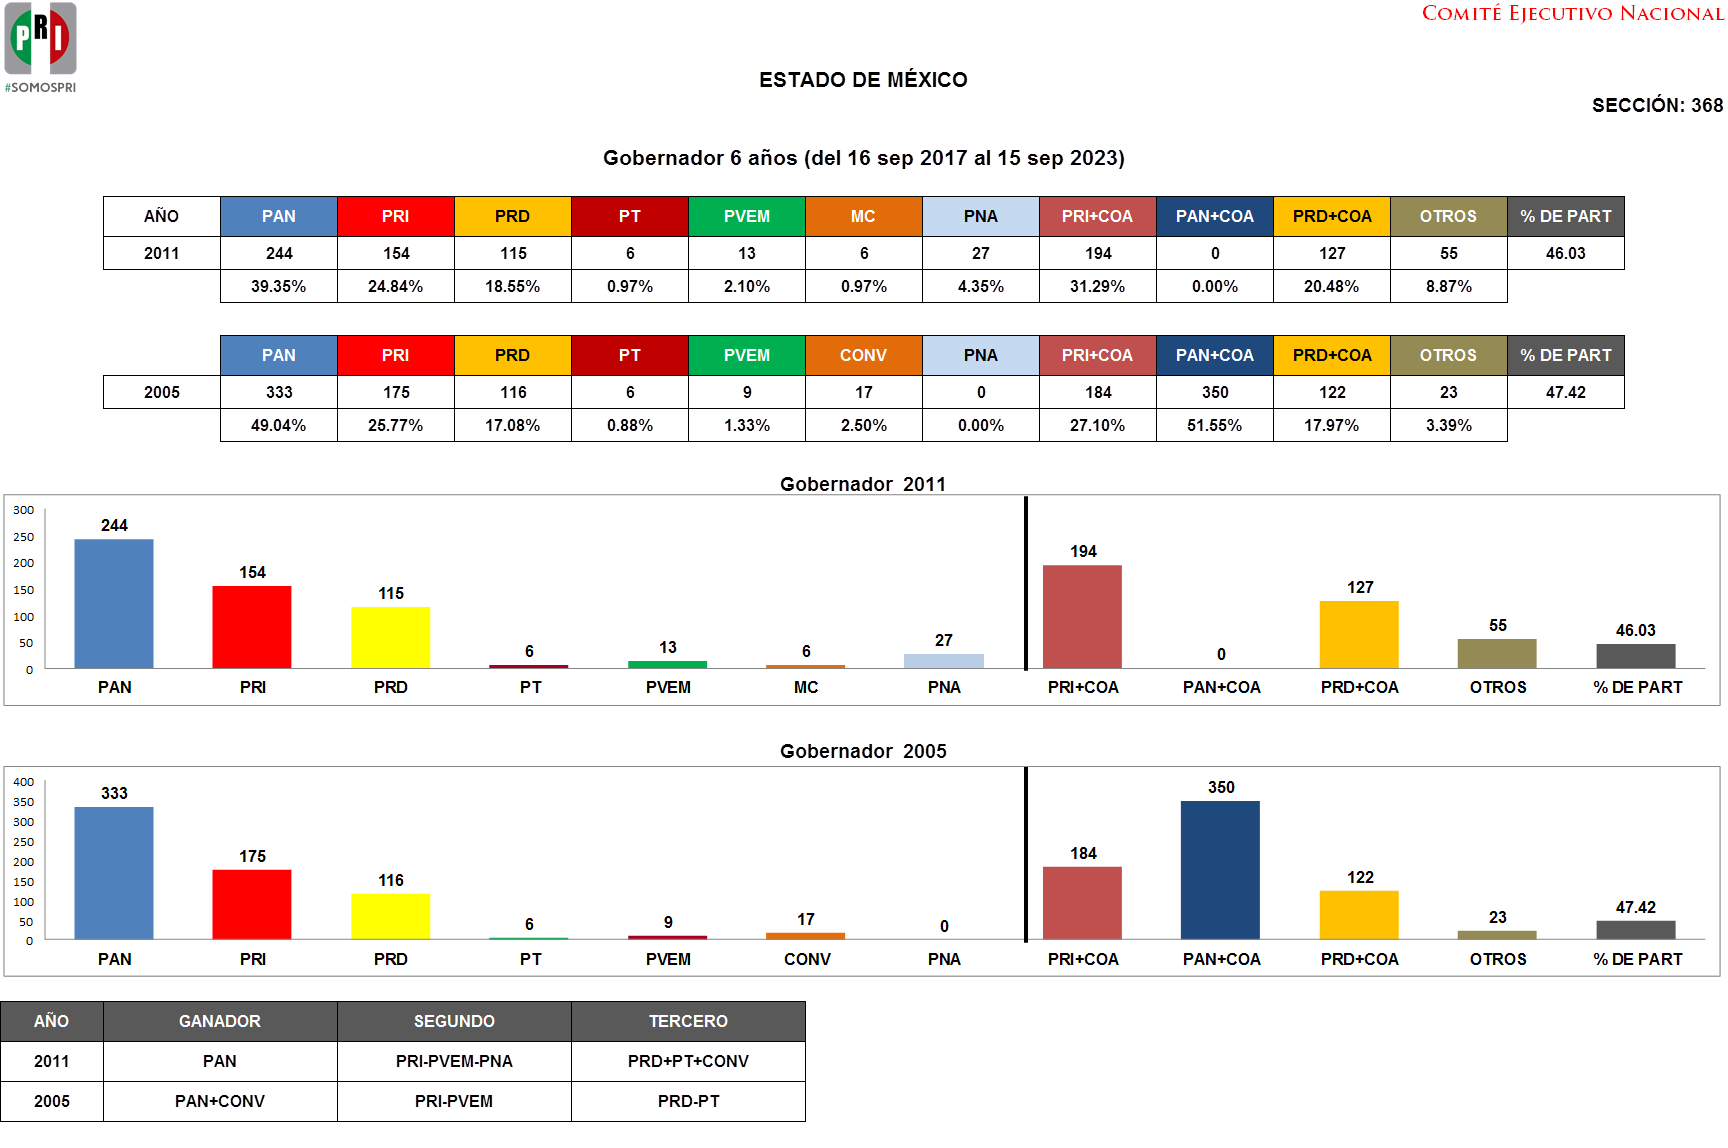 PRI
#SOMOSPRI
COMITÉ EJECUTIVO NACIONAL
ESTADO DE MÉXICO
SECCIÓN: 368
Gobernador 6 años (del 16 sep 2017 al 15 sep 2023)
AÑO PAN PRI PRD PT PVEM MC PNA PRI+COA PAN+COA PRD+COA OTROS % DE PART
2011 244 154 115 6 13 6 27 194 0 127 55 46.03
39.35% 24.84% 18.55% 0.97% 2.10% 0.97% 4.35% 31.29% 0.00% 20.48% 8.87%
PAN PRI PRD PT PVEM CONV PNA PRI+COA PAN+COA PRD+COA OTROS % DE PART
2005 333 175 116 6 9 17 0 184 350 122 23 47.42
49.04% 25.77% 17.08% 0.88% 1.33% 2.50% 0.00% 27.10% 51.55% 17.97% 3.39%
Gobernador 2011
300
250
200
150
100
50
0
244 154 115 6 13 6 27 194 0 127 55 46.03
PAN PRI PRD PT PVEM MC PNA PRI+COA PAN+COA PRD+COA OTROS % DE PART
Gobernador 2005
400
350
300
250
200
150
100
50
0
333 175 116 6 9 17 0 184 350 122 23 47.42
PAN PRI PRD PT PVEM CONV PNA PRI+COA PAN+COA PRD+COA OTROS % DE PART
AÑO GANADOR SEGUNDO TERCERO
2011 PAN PRI-PVEM-PNA PRD+PT+CONV
2005 PAN+CONV PRI-PVEM PRD-PT